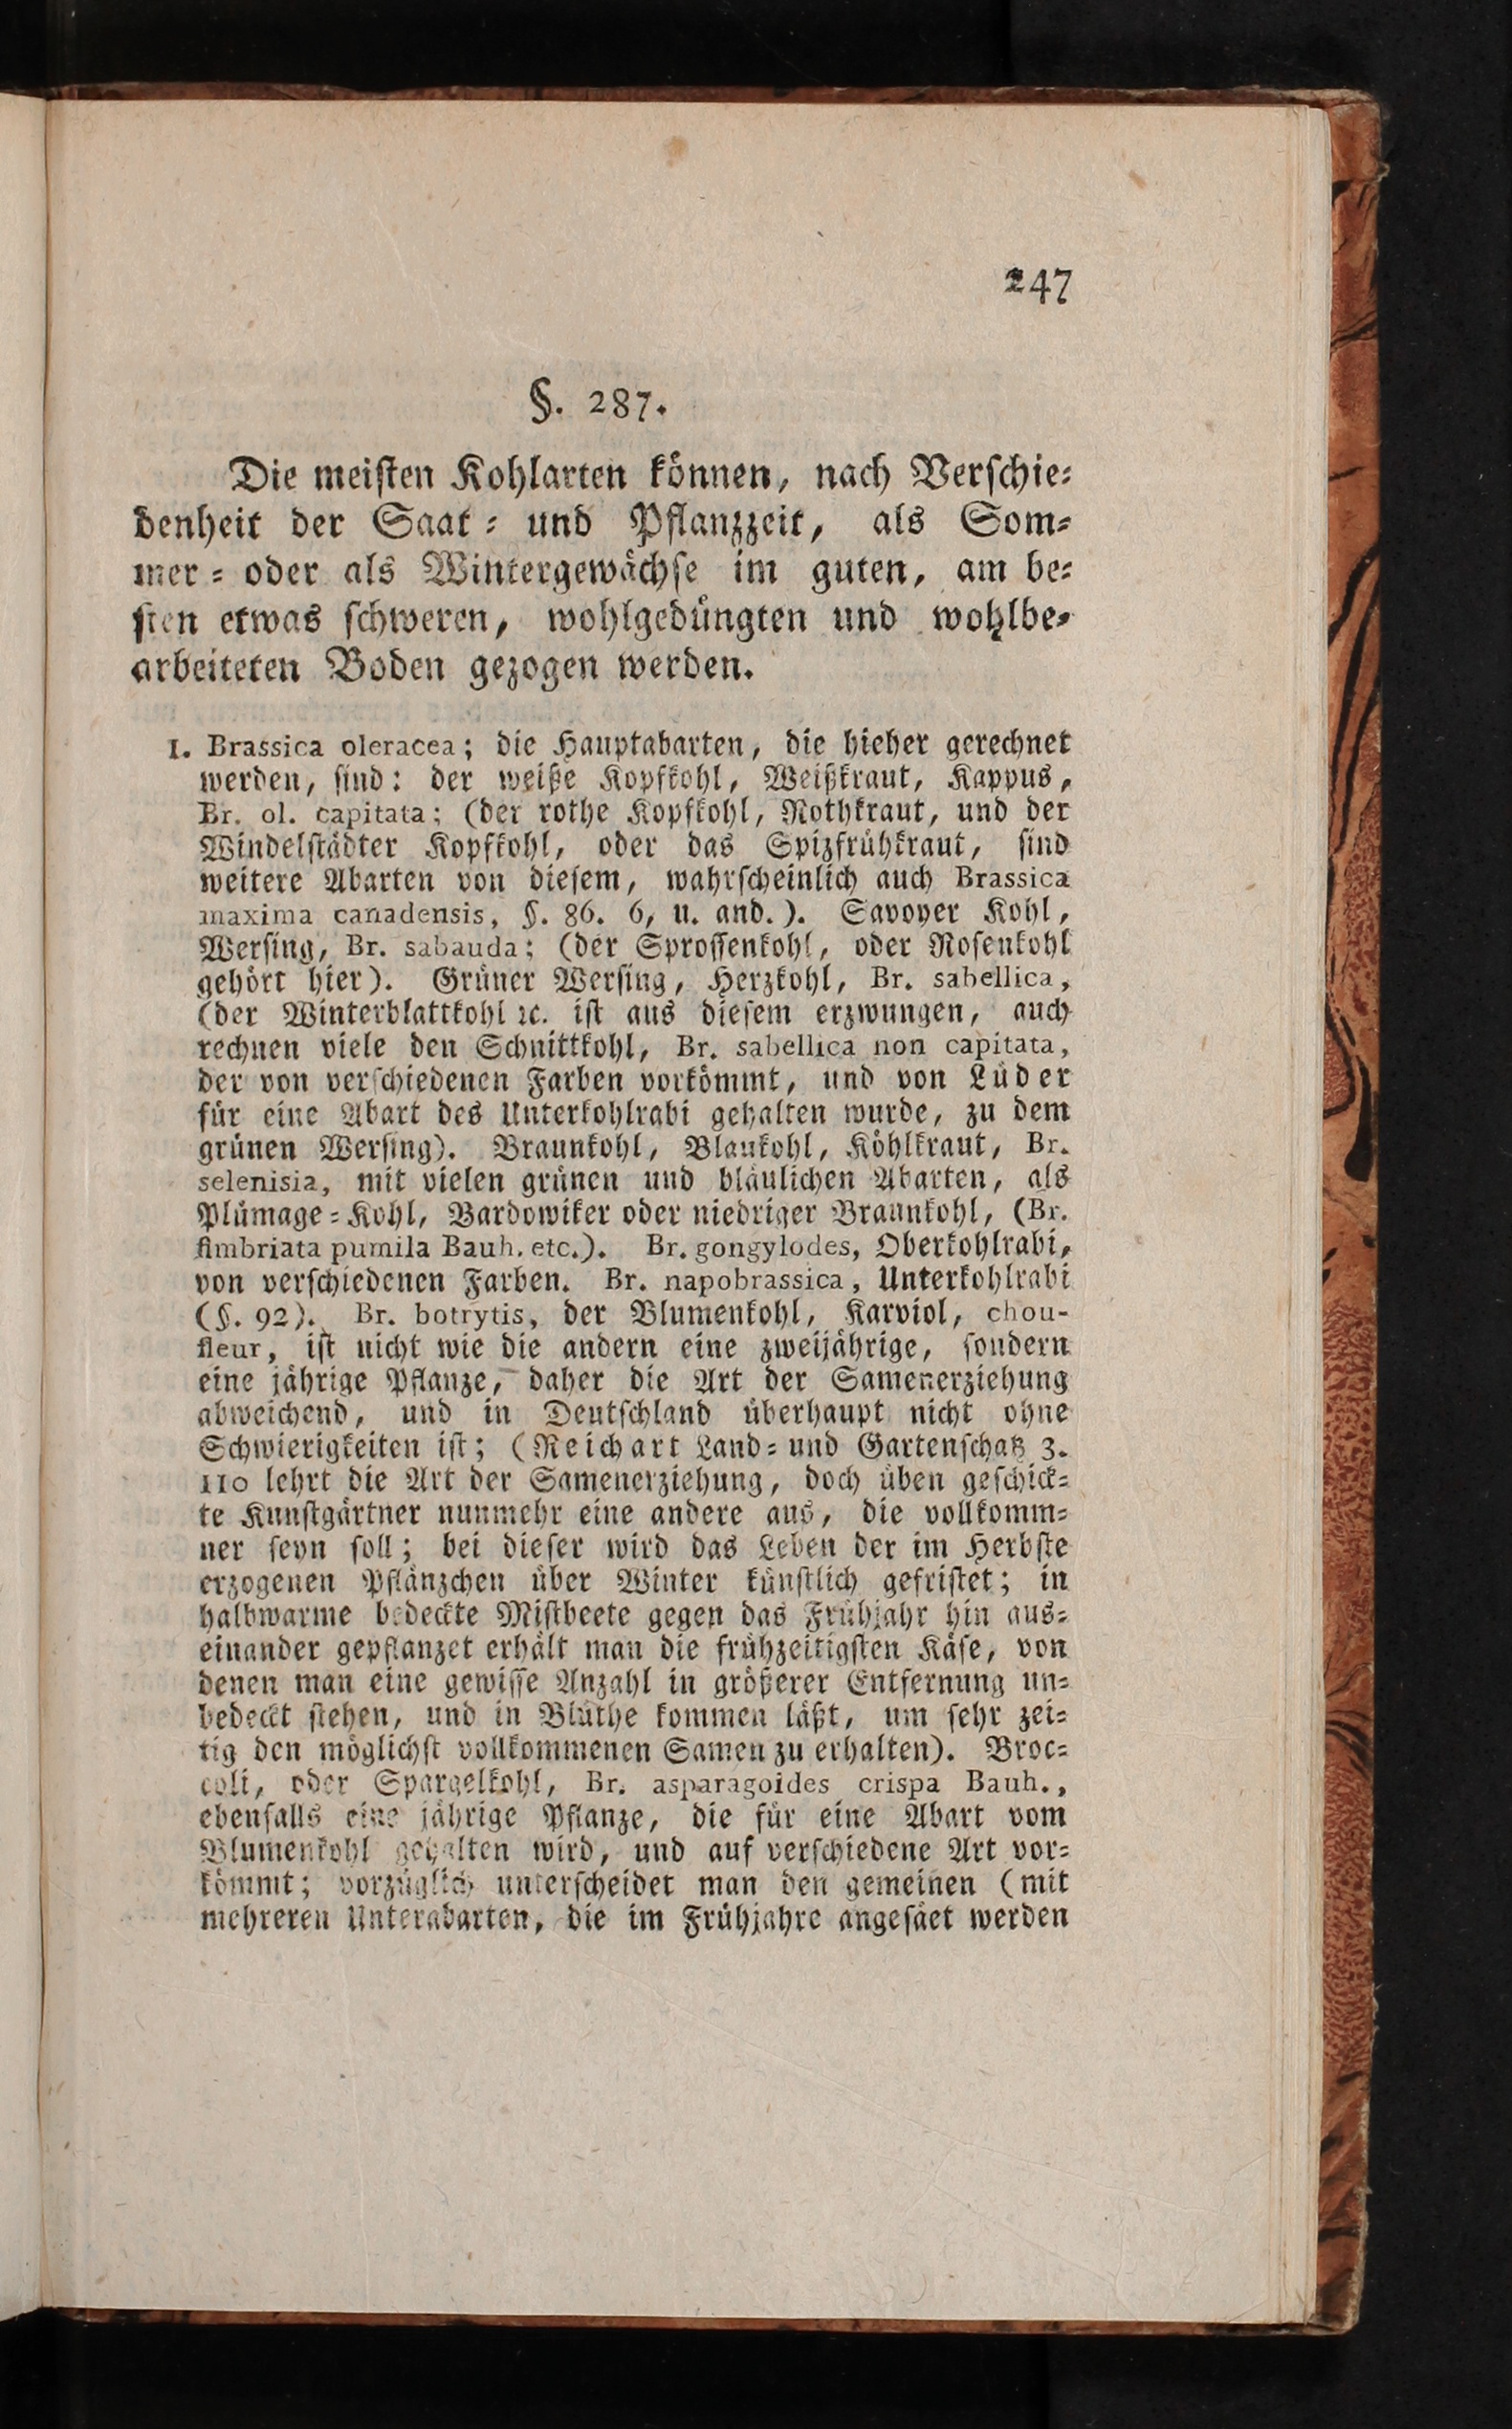 247
§. 287.
Die meiſten Kohlarten können, nach Verſchie⸗
denheit der Saat⸗ und Pflanzzeit, als Som⸗
mer⸗ oder als Wintergewächſe im guten, am be⸗
ſten etwas ſchweren, wohlgedüngten und wohlbe⸗
arbeiteten Boden gezogen werden.
1. Brassica oleracea; die Hauptabarten, die hieher gerechnet
werden, ſind: der weiße Kopfkohl, Weißkraut, Kappus,
Br. ol. capitata; (der rothe Kopfkohl, Rothkraut, und der
Windelſtädter Kopfkohl, oder das Spizfrühkraut, ſind
weitere Abarten von dieſem, wahrſcheinlich auch Brassica
maxima canadensis, §. 86. 6, u. and.). Savoyer Kohl,
Werſing, Br. sabauda; (der Sproſſenkohl, oder Roſenkohl
gehört hier). Grüner Werſing, Herzkohl, Br. sabellica,
(der Winterblattkohl ꝛc. iſt aus dieſem erzwungen, auch
rechnen viele den Schnittkohl, Br. sabellica non capitata,
der von verſchiedenen Farben vorkömmt, und von Lüder
für eine Abart des Unterkohlrabi gehalten wurde, zu dem
grünen Werſing). Braunkohl, Blaukohl, Köhlkraut, Br.
selenisia, mit vielen grünen und bläulichen Abarten, als
Plümage⸗Kohl, Bardowiker oder niedriger Braunkohl, (Br.
fimbriata pumila Bauh. etc.). Br. gongylodes, Oberkohlrabi,
von verſchiedenen Farben. Br. napobrassica, Unterkohlrabi
(§. 92). Br. botrytis, der Blumenkohl, Karviol, chou-
fleur, iſt nicht wie die andern eine zweijährige, ſondern
eine jährige Pflanze, daher die Art der Samenerziehung
abweichend, und in Deutſchland überhaupt nicht ohne
Schwierigkeiten iſt; (Reichart Land⸗ und Gartenſchatz 3.
110 lehrt die Art der Samenerziehung, doch üben geſchick⸗
te Kunſtgärtner nunmehr eine andere aus, die vollkomm⸗
ner ſeyn ſoll; bei dieſer wird das Leben der im Herbſte
erzogenen Pflänzchen über Winter künſtlich gefriſtet; in
halbwarme bedeckte Miſtbeete gegen das Frühjahr hin aus⸗
einander gepflanzet erhält man die frühzeitigſten Käſe, von
denen man eine gewiſſe Anzahl in größerer Entfernung un⸗
bedeckt ſtehen, und in Blüthe kommen läßt, um ſehr zei⸗
tig den möglichſt vollkommenen Samen zu erhalten). Broc⸗
coli, oder Spargelkohl, Br. asparagoides crispa Bauh.,
ebenfalls eine jährige Pflanze, die für eine Abart vom
Blumenkohl gehalten wird, und auf verſchiedene Art vor⸗
kömmt; vorzüglich unterſcheidet man den gemeinen (mit
mehreren Unterabarten, die im Frühjahre angeſäet werden